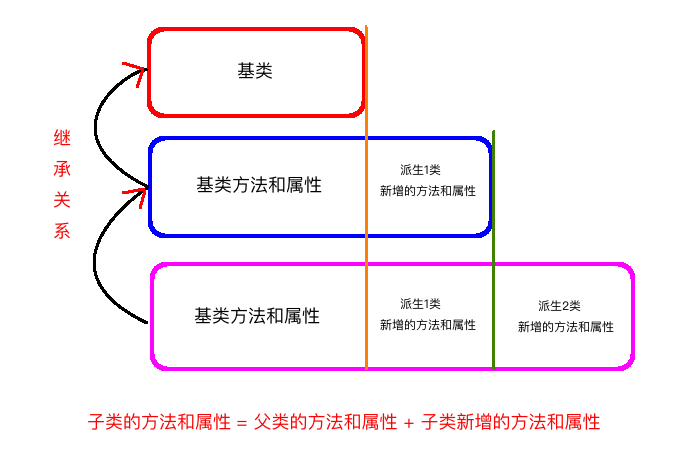 基类
继承关系
基类方法和属性
派生1类
新增的方法和属性
基类方法和属性
派生1类
新增的方法和属性
派生2类
新增的方法和属性
子类的方法和属性 = 父类的方法和属性 + 子类新增的方法和属性